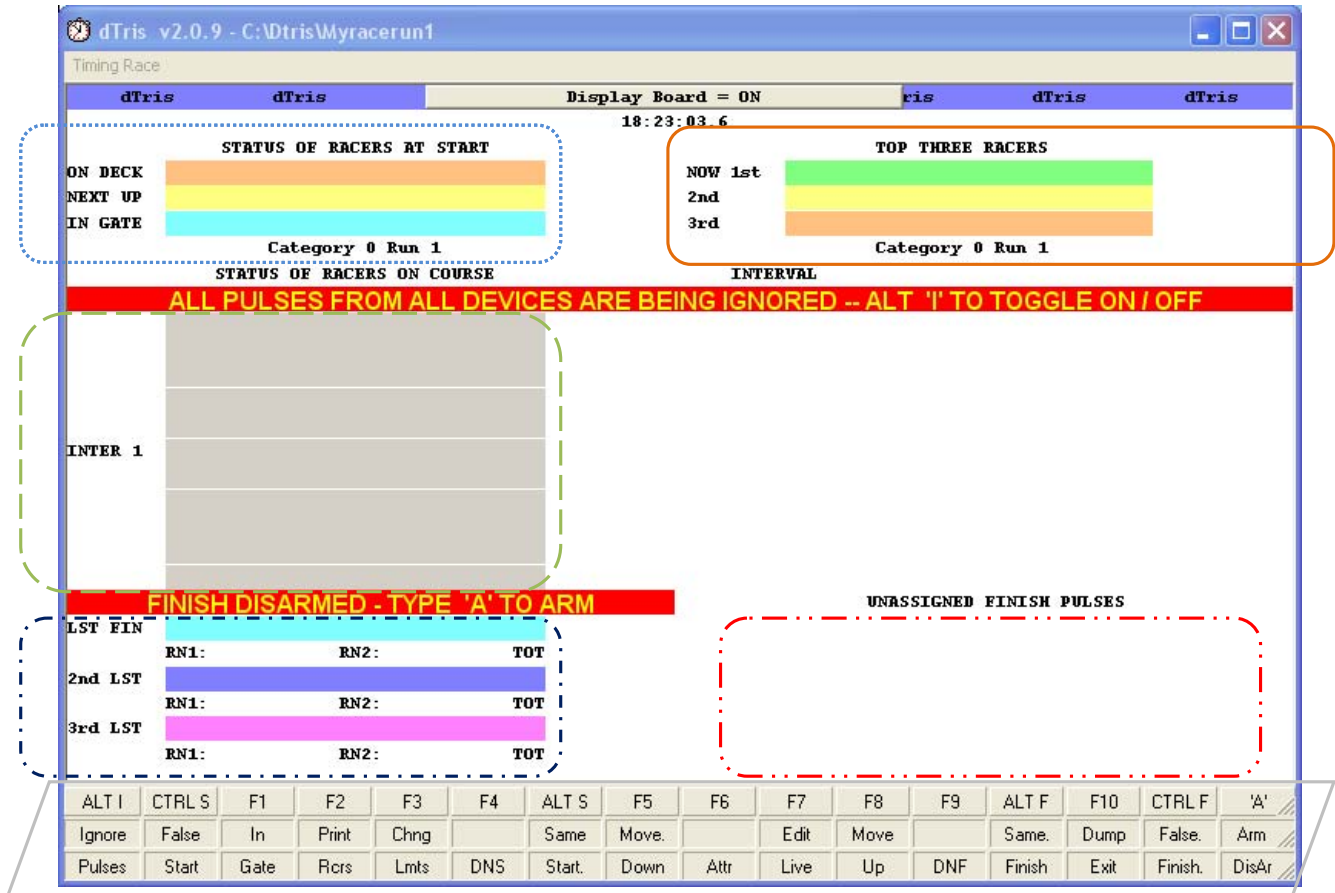 dTris v2.0.9 - C:\Dtris\Myracerun1
Timing Race
dTris dTris Display Board = ON ris dTris dTris
18:23:03.6
STATUS OF RACERS AT START TOP THREE RACERS
ON DECK NOW 1st
NEXT UP 2nd
IN GATE 3rd
Category 0 Run 1 Category 0 Run 1
STATUS OF RACERS ON COURSE INTERVAL
ALL PULSES FROM ALL DEVICES ARE BEING IGNORED -- ALT 'I' TO TOGGLE ON / OFF
INTER 1
FINISH DISARMED - TYPE 'A' TO ARM UNASSIGNED FINISH PULSES
LST FIN
RN1: RN2: TOT
2nd LST
RN1: RN2: TOT
3rd LST
RN1: RN2: TOT
ALT I CTRL S F1 F2 F3 F4 ALT S F5 F6 F7 F8 F9 ALT F F10 CTRL F 'A'
Ignore False In Print Chng Same Move. Edit Move Same. Dump False. Arm
Pulses Start Gate Rcrs Lmts DNS Start. Down Attr Live Up DNF Finish Exit Finish. DisAr